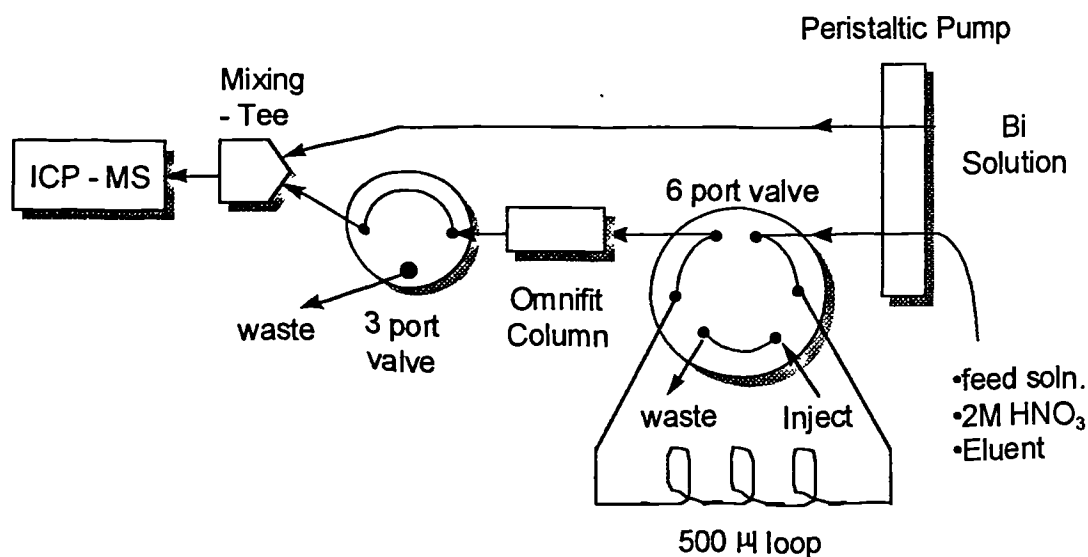 Peristaltic Pump
Mixing
- Tee
Bi
Solution
ICP - MS
6 port valve
Omnifit
Column
waste
3 port
valve
waste
Inject
•feed soln.
•2M HNO₃
•Eluent
500 µl loop